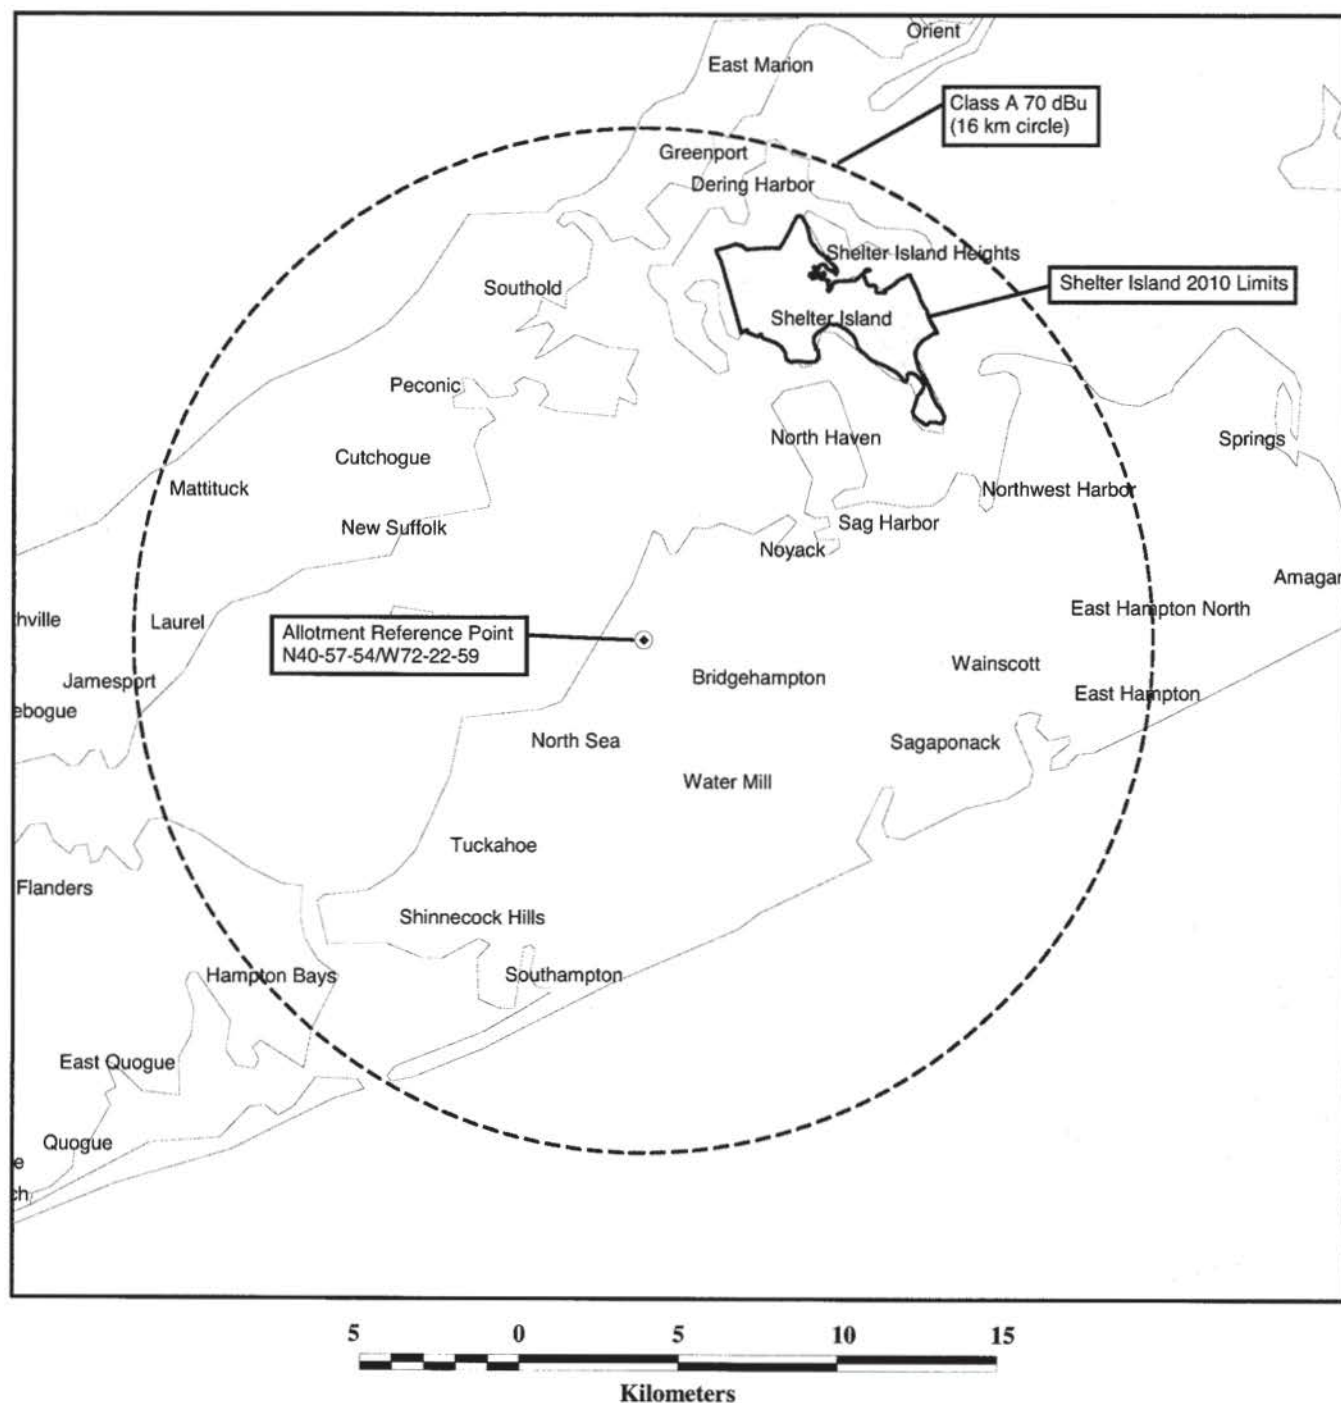 Orient
East Marion
Class A 70 dBu
(16 km circle)
Greenport
Dering Harbor
Shelter Island Heights
Shelter Island 2010 Limits
Southold
Shelter Island
Peconic
North Haven
Springs
Cutchogue
Mattituck
Northwest Harbor
New Suffolk
Sag Harbor
Noyack
Amagan
East Hampton North
hville
Laurel
Allotment Reference Point
N40-57-54/W72-22-59
Wainscott
Bridgehampton
Jamesport
East Hampton
ebogue
North Sea
Sagaponack
Water Mill
Tuckahoe
Flanders
Shinnecock Hills
Hampton Bays
Southampton
East Quogue
Quogue
e
ch
5 0 5 10 15
Kilometers